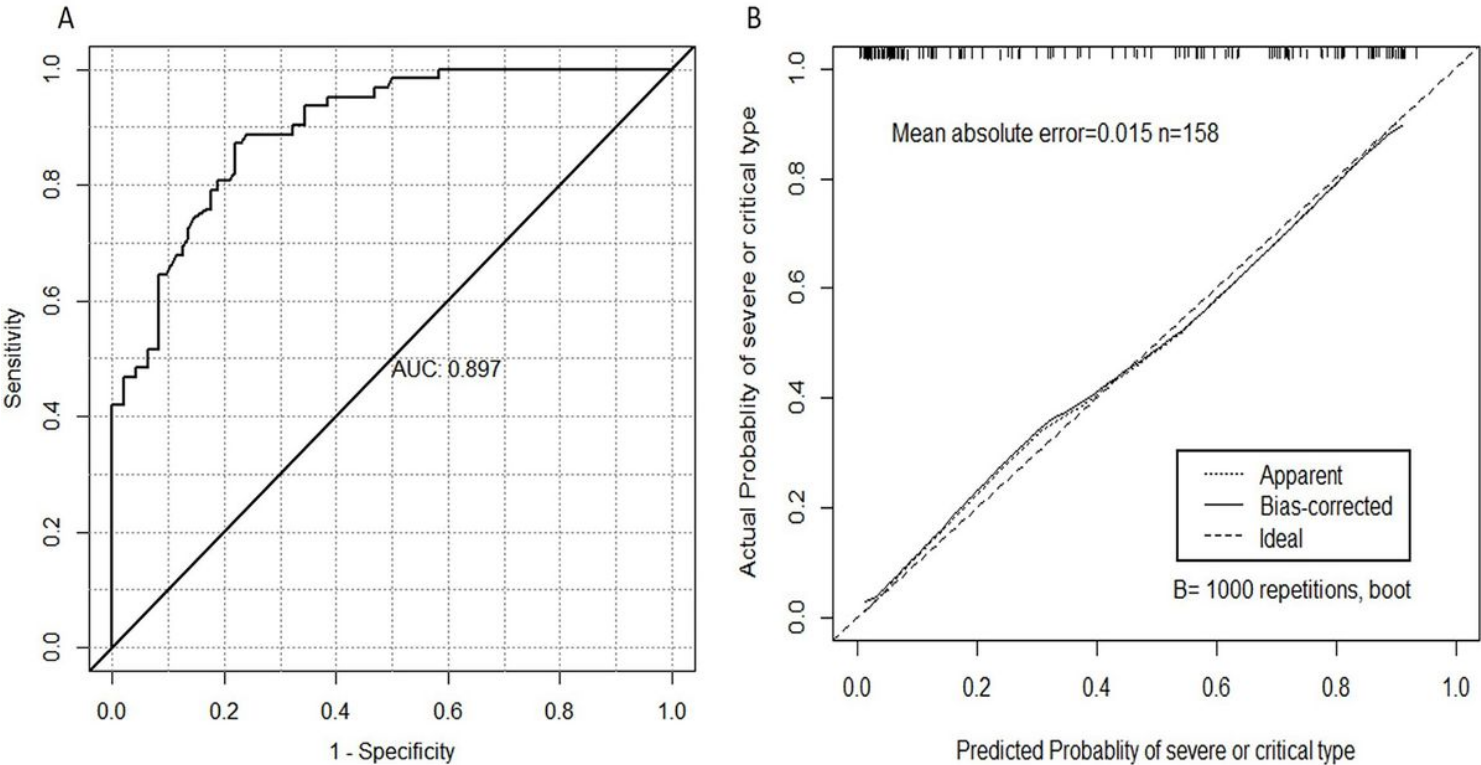 A
1.0
0.8
0.6
0.4
0.2
0.0
Sensitivity
AUC: 0.897
0.0 0.2 0.4 0.6 0.8 1.0
1 - Specificity
B
1.0
0.8
0.6
0.4
0.2
0.0
Actual Probablity of severe or critical type
Mean absolute error=0.015 n=158
Apparent
Bias-corrected
Ideal
B= 1000 repetitions, boot
0.0 0.2 0.4 0.6 0.8 1.0
Predicted Probablity of severe or critical type